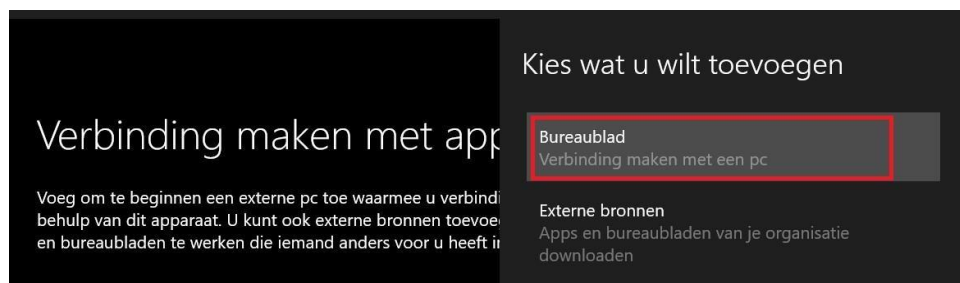 Kies wat u wilt toevoegen
Verbinding maken met app
Voeg om te beginnen een externe pc toe waarmee u verbindi
behulp van dit apparaat. U kunt ook externe bronnen toevoe
en bureaubladen te werken die iemand anders voor u heeft in
Bureaublad
Verbinding maken met een pc
Externe bronnen
Apps en bureaubladen van je organisatie
downloaden